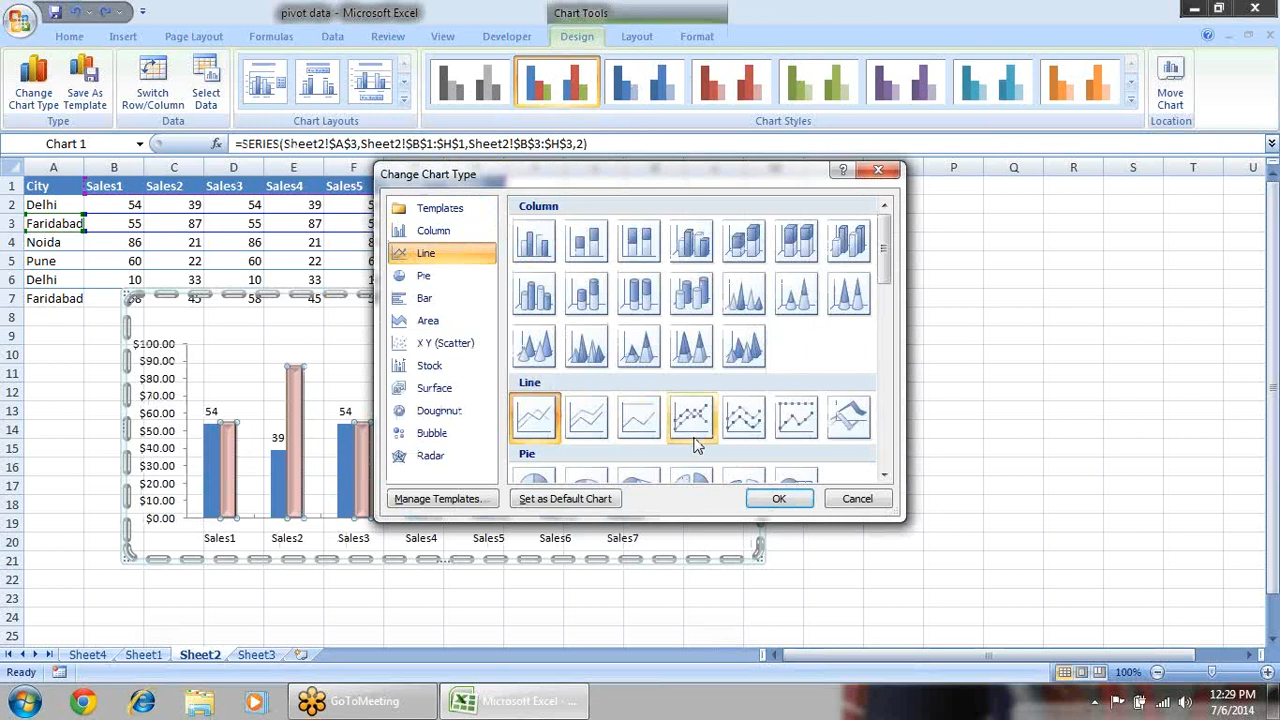 pivot data - Microsoft Excel
Chart Tools
Home Insert Page Layout Formulas Data Review View Developer Design Layout Format
Change Chart Type
Save As Template
Type
Switch Row/Column
Select Data
Data
Chart Layouts
Chart Styles
Move Chart
Location
Chart 1
fx
=SERIES(Sheet2!$A$3,Sheet2!$B$1:$H$1,Sheet2!$B$3:$H$3,2)
A B C D E F P Q R S T U
1 City Sales1 Sales2 Sales3 Sales4 Sales5
2 Delhi 54 39 54 39
3 Faridabad 55 87 55 87
4 Noida 86 21 86 21
5 Pune 60 22 60 22
6 Delhi 10 33 10 33
7 Faridabad 58 45 58 45
8
9
10
11
12
13
14
15
16
17
18
19
20
21
22
23
24
25
$100.00
$90.00
$80.00
$70.00
$60.00
$50.00
$40.00
$30.00
$20.00
$10.00
$0.00
54
39
54
Sales1 Sales2 Sales3 Sales4 Sales5 Sales6 Sales7
Change Chart Type
Templates
Column
Line
Pie
Bar
Area
X Y (Scatter)
Stock
Surface
Doughnut
Bubble
Radar
Column
Line
Pie
Manage Templates...
Set as Default Chart
OK
Cancel
Sheet4 Sheet1 Sheet2 Sheet3
Ready
100%
GoToMeeting
Microsoft Excel - ...
12:29 PM
7/6/2014